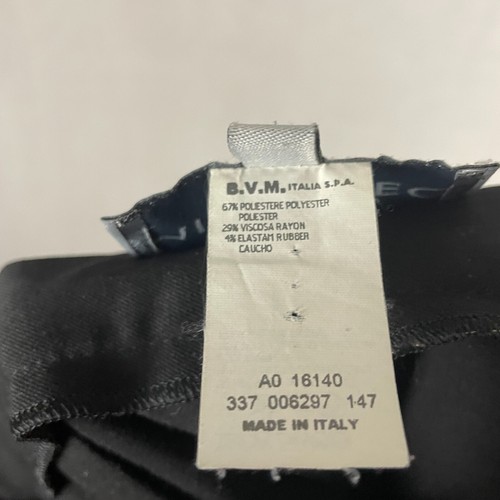 B.V.M. ITALIA S.P.A.
67% POLIESTERE POLYESTER
POLIESTER
29% VISCOSA RAYON
4% ELASTAM RUBBER
CAUCHO
A0 16140
337 006297 147
MADE IN ITALY